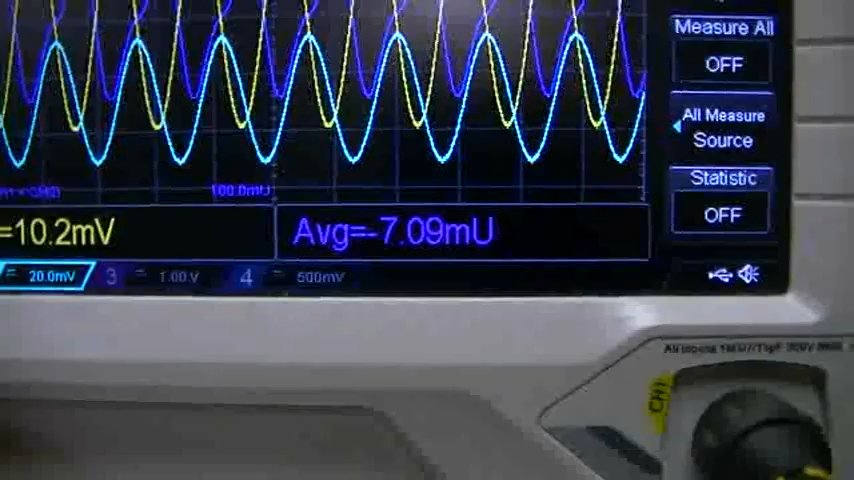 Measure All
OFF
All Measure
Source
Statistic
OFF
100.0mU
=10.2mV
Avg=-7.09mU
20.0mV 3 1.00 V 4 500mV
CH1